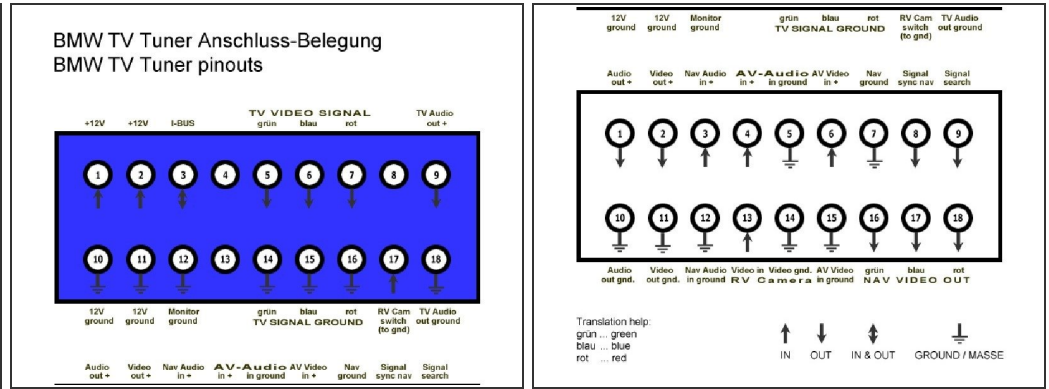 BMW TV Tuner Anschluss-Belegung
BMW TV Tuner pinouts
TV VIDEO SIGNAL
+12V +12V I-BUS grün blau rot TV Audio out +
1 2 3 4 5 6 7 8 9
10 11 12 13 14 15 16 17 18
12V ground 12V ground Monitor ground grün blau rot RV Cam switch (to gnd) TV Audio out ground
TV SIGNAL GROUND
Audio out + Video out + Nav Audio in + AV-Audio in + in ground AV Video in + Nav ground Signal sync nav Signal search
12V ground 12V ground Monitor ground grün blau rot RV Cam switch (to gnd) TV Audio out ground
TV SIGNAL GROUND
Audio out + Video out + Nav Audio in + AV-Audio in + in ground AV Video in + Nav ground Signal sync nav Signal search
1 2 3 4 5 6 7 8 9
10 11 12 13 14 15 16 17 18
Audio out gnd. Video out gnd. Nav Audio in ground Video in Video gnd. RV Camera AV Video in ground grün blau rot
NAV VIDEO OUT
Translation help:
grün ... green
blau ... blue
rot ... red
IN OUT IN & OUT GROUND / MASSE